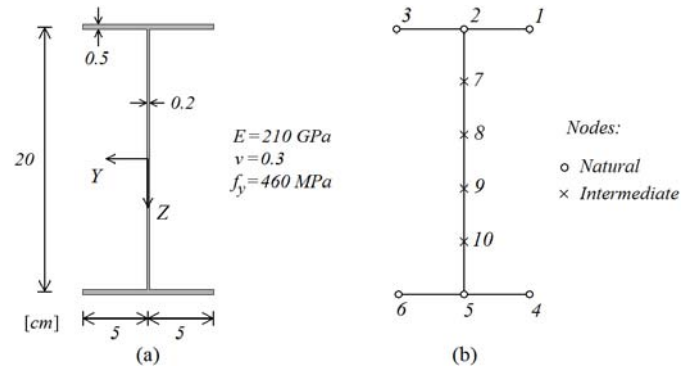 0.5
0.2
20
Y
Z
E=210 GPa
ν=0.3
fy=460 MPa
[cm]
5
5
(a)
3
2
1
7
8
9
10
6
5
4
Nodes:
Natural
Intermediate
(b)